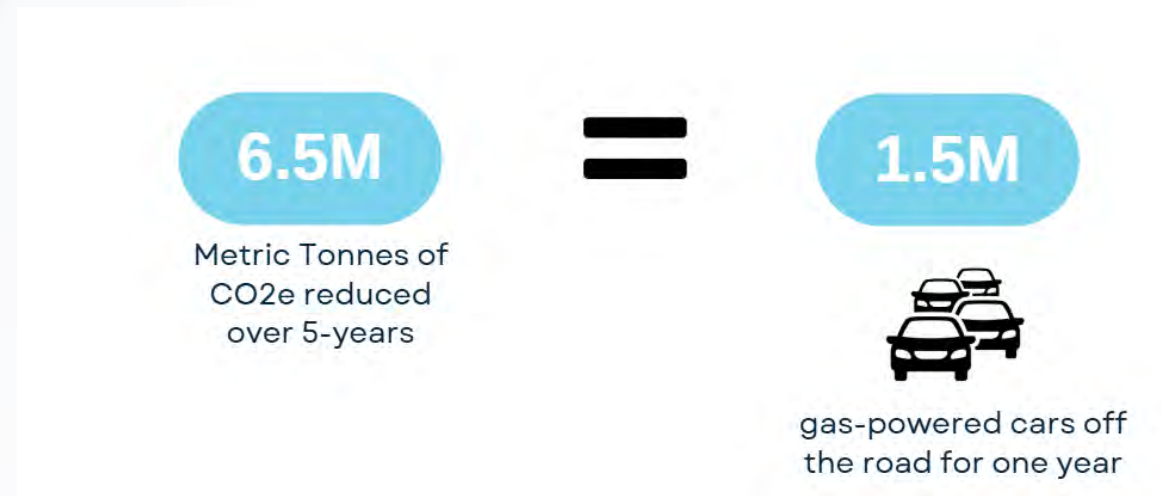 6.5M
Metric Tonnes of
CO2e reduced
over 5-years
=
1.5M
gas-powered cars off
the road for one year